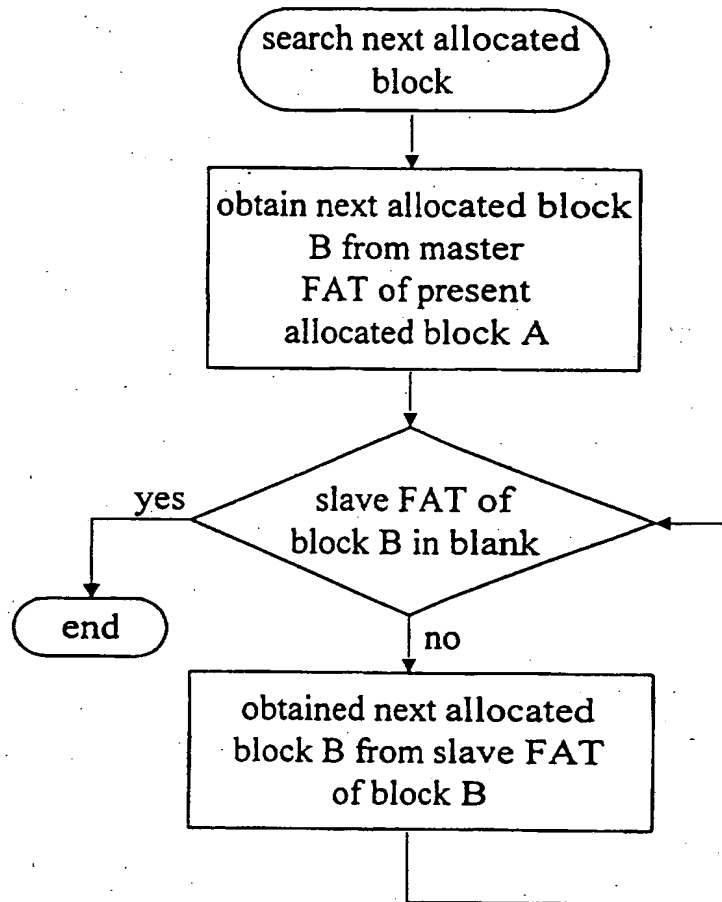 search next allocated
block
obtain next allocated block
B from master
FAT of present
allocated block A
yes
slave FAT of
block B in blank
end
no
obtained next allocated
block B from slave FAT
of block B